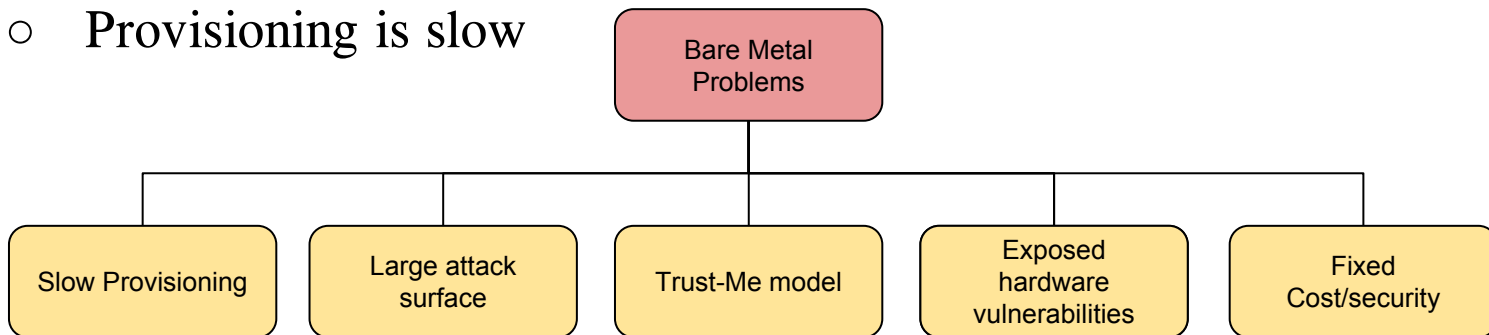 ○ Provisioning is slow
Bare Metal
Problems
Slow Provisioning
Large attack
surface
Trust-Me model
Exposed
hardware
vulnerabilities
Fixed
Cost/security